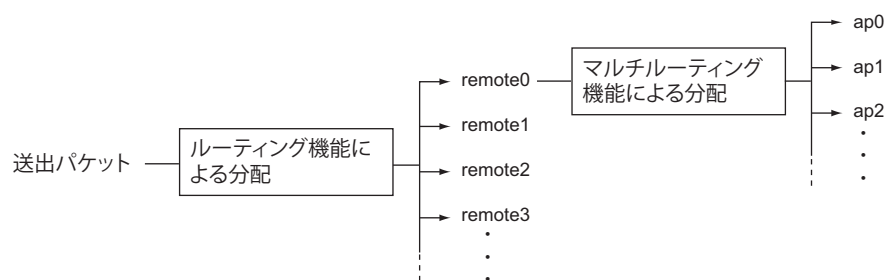 送出パケット
ルーティング機能に
よる分配
remote0
remote1
remote2
remote3
マルチルーティング
機能による分配
ap0
ap1
ap2